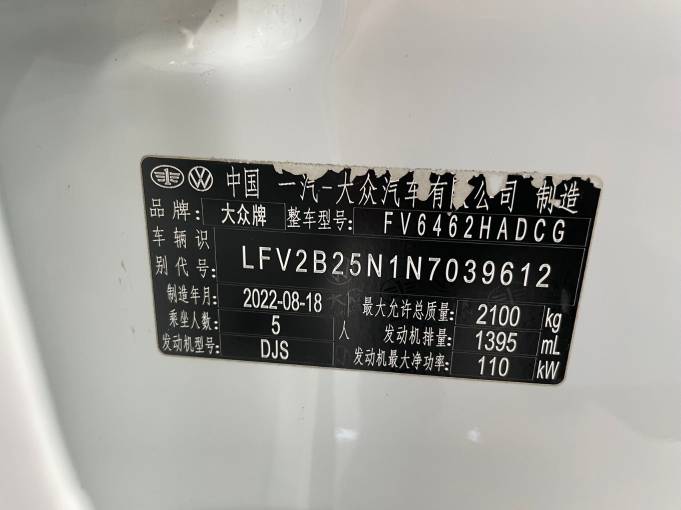 中国 一汽-大众汽车有限公司 制造
品牌: 大众牌 整车型号: FV6462HADCG
车辆识别代号: LFV2B25N1N7039612
制造年月: 2022-08-18 最大允许总质量: 2100 kg
乘坐人数: 5 人 发动机排量: 1395 mL
发动机型号: DJS 发动机最大净功率: 110 kW